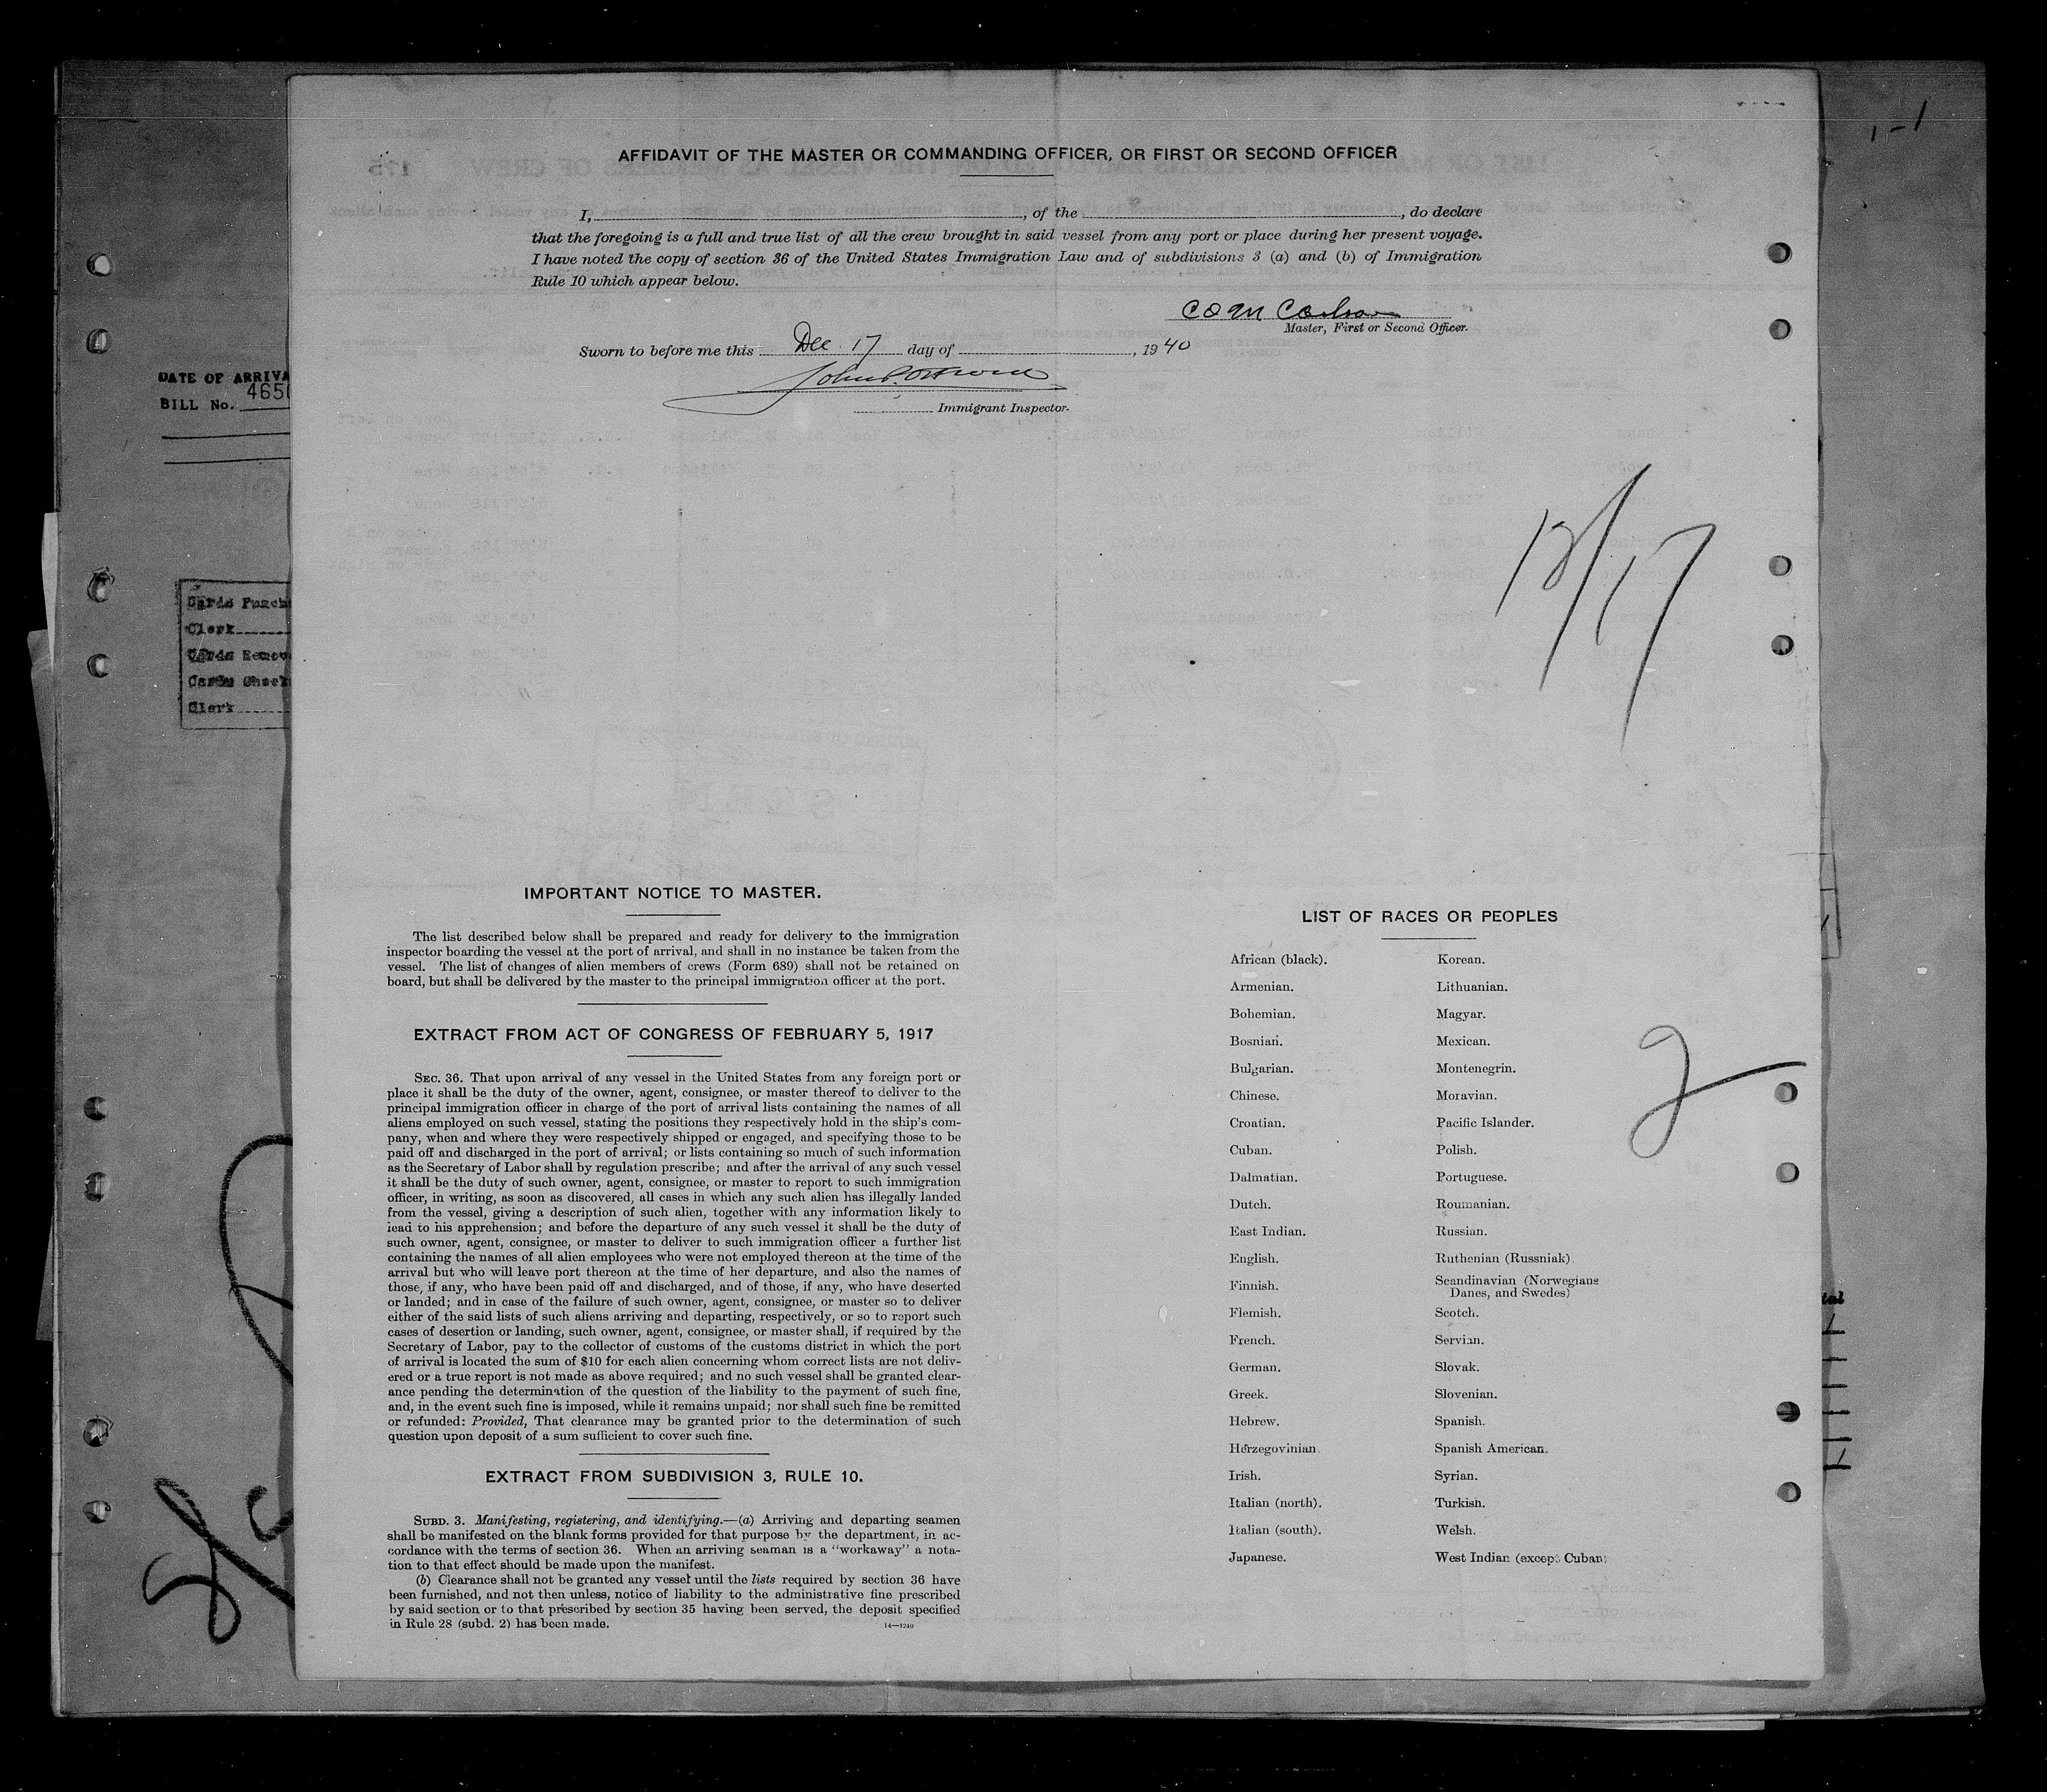 AFFIDAVIT OF THE MASTER OR COMMANDING OFFICER, OR FIRST OR SECOND OFFICER
I, , of the , do declare
that the foregoing is a full and true list of all the crew brought in said vessel from any port or place during her present voyage.
I have noted the copy of section 36 of the United States Immigration Law and of subdivisions 3 (a) and (b) of Immigration
Rule 10 which appear below.
C O M Carlson
Master, First or Second Officer.
Sworn to before me this Dec 17 day of , 1940
Immigrant Inspector.
DATE OF ARRIVA
BILL No. 465
Cards Punch
Clerk
Cards Remov
Cards Check
Clerk
1-1
12/17
IMPORTANT NOTICE TO MASTER.
The list described below shall be prepared and ready for delivery to the immigration
inspector boarding the vessel at the port of arrival, and shall in no instance be taken from the
vessel. The list of changes of alien members of crews (Form 689) shall not be retained on
board, but shall be delivered by the master to the principal immigration officer at the port.
EXTRACT FROM ACT OF CONGRESS OF FEBRUARY 5, 1917
SEC. 36. That upon arrival of any vessel in the United States from any foreign port or
place it shall be the duty of the owner, agent, consignee, or master thereof to deliver to the
principal immigration officer in charge of the port of arrival lists containing the names of all
aliens employed on such vessel, stating the positions they respectively hold in the ship's com-
pany, when and where they were respectively shipped or engaged, and specifying those to be
paid off and discharged in the port of arrival; or lists containing so much of such information
as the Secretary of Labor shall by regulation prescribe; and after the arrival of any such vessel
it shall be the duty of such owner, agent, consignee, or master to report to such immigration
officer, in writing, as soon as discovered, all cases in which any such alien has illegally landed
from the vessel, giving a description of such alien, together with any information likely to
lead to his apprehension; and before the departure of any such vessel it shall be the duty of
such owner, agent, consignee, or master to deliver to such immigration officer a further list
containing the names of all alien employees who were not employed thereon at the time of the
arrival but who will leave port thereon at the time of her departure, and also the names of
those, if any, who have been paid off and discharged, and of those, if any, who have deserted
or landed; and in case of the failure of such owner, agent, consignee, or master so to deliver
either of the said lists of such aliens arriving and departing, respectively, or so to report such
cases of desertion or landing, such owner, agent, consignee, or master shall, if required by the
Secretary of Labor, pay to the collector of customs of the customs district in which the port
of arrival is located the sum of $10 for each alien concerning whom correct lists are not deliv-
ered or a true report is not made as above required; and no such vessel shall be granted clear-
ance pending the determination of the question of the liability to the payment of such fine,
and, in the event such fine is imposed, while it remains unpaid; nor shall such fine be remitted
or refunded: Provided, That clearance may be granted prior to the determination of such
question upon deposit of a sum sufficient to cover such fine.
EXTRACT FROM SUBDIVISION 3, RULE 10.
SUBD. 3. Manifesting, registering, and identifying.—(a) Arriving and departing seamen
shall be manifested on the blank forms provided for that purpose by the department, in ac-
cordance with the terms of section 36. When an arriving seaman is a "workaway" a nota-
tion to that effect should be made upon the manifest.
(b) Clearance shall not be granted any vessel until the lists required by section 36 have
been furnished, and not then unless, notice of liability to the administrative fine prescribed
by said section or to that prescribed by section 35 having been served, the deposit specified
in Rule 28 (subd. 2) has been made.
14—1240
LIST OF RACES OR PEOPLES
African (black). Korean.
Armenian. Lithuanian.
Bohemian. Magyar.
Bosnian. Mexican.
Bulgarian. Montenegrin.
Chinese. Moravian.
Croatian. Pacific Islander.
Cuban. Polish.
Dalmatian. Portuguese.
Dutch. Roumanian.
East Indian. Russian.
English. Ruthenian (Russniak)
Finnish. Scandinavian (Norwegians
Danes, and Swedes)
Flemish. Scotch.
French. Servian.
German. Slovak.
Greek. Slovenian.
Hebrew. Spanish.
Herzegovinian. Spanish American.
Irish. Syrian.
Italian (north). Turkish.
Italian (south). Welsh.
Japanese. West Indian (except Cuban)
2